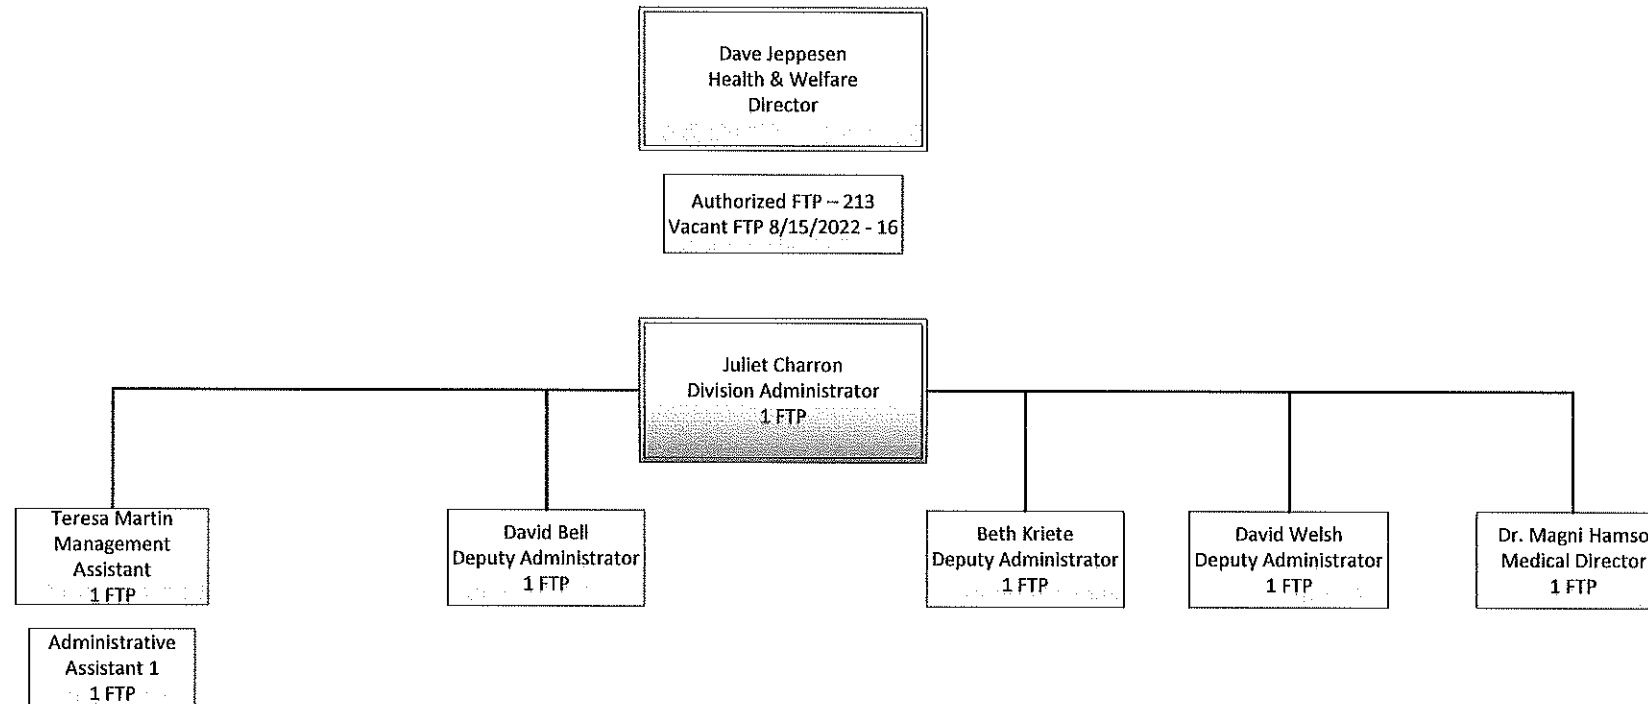 Dave Jeppesen
Health & Welfare
Director
Authorized FTP – 213
Vacant FTP 8/15/2022 - 16
Juliet Charron
Division Administrator
1 FTP
Teresa Martin
Management
Assistant
1 FTP
David Bell
Deputy Administrator
1 FTP
Beth Kriete
Deputy Administrator
1 FTP
David Welsh
Deputy Administrator
1 FTP
Dr. Magni Hamso
Medical Director
1 FTP
Administrative
Assistant 1
1 FTP